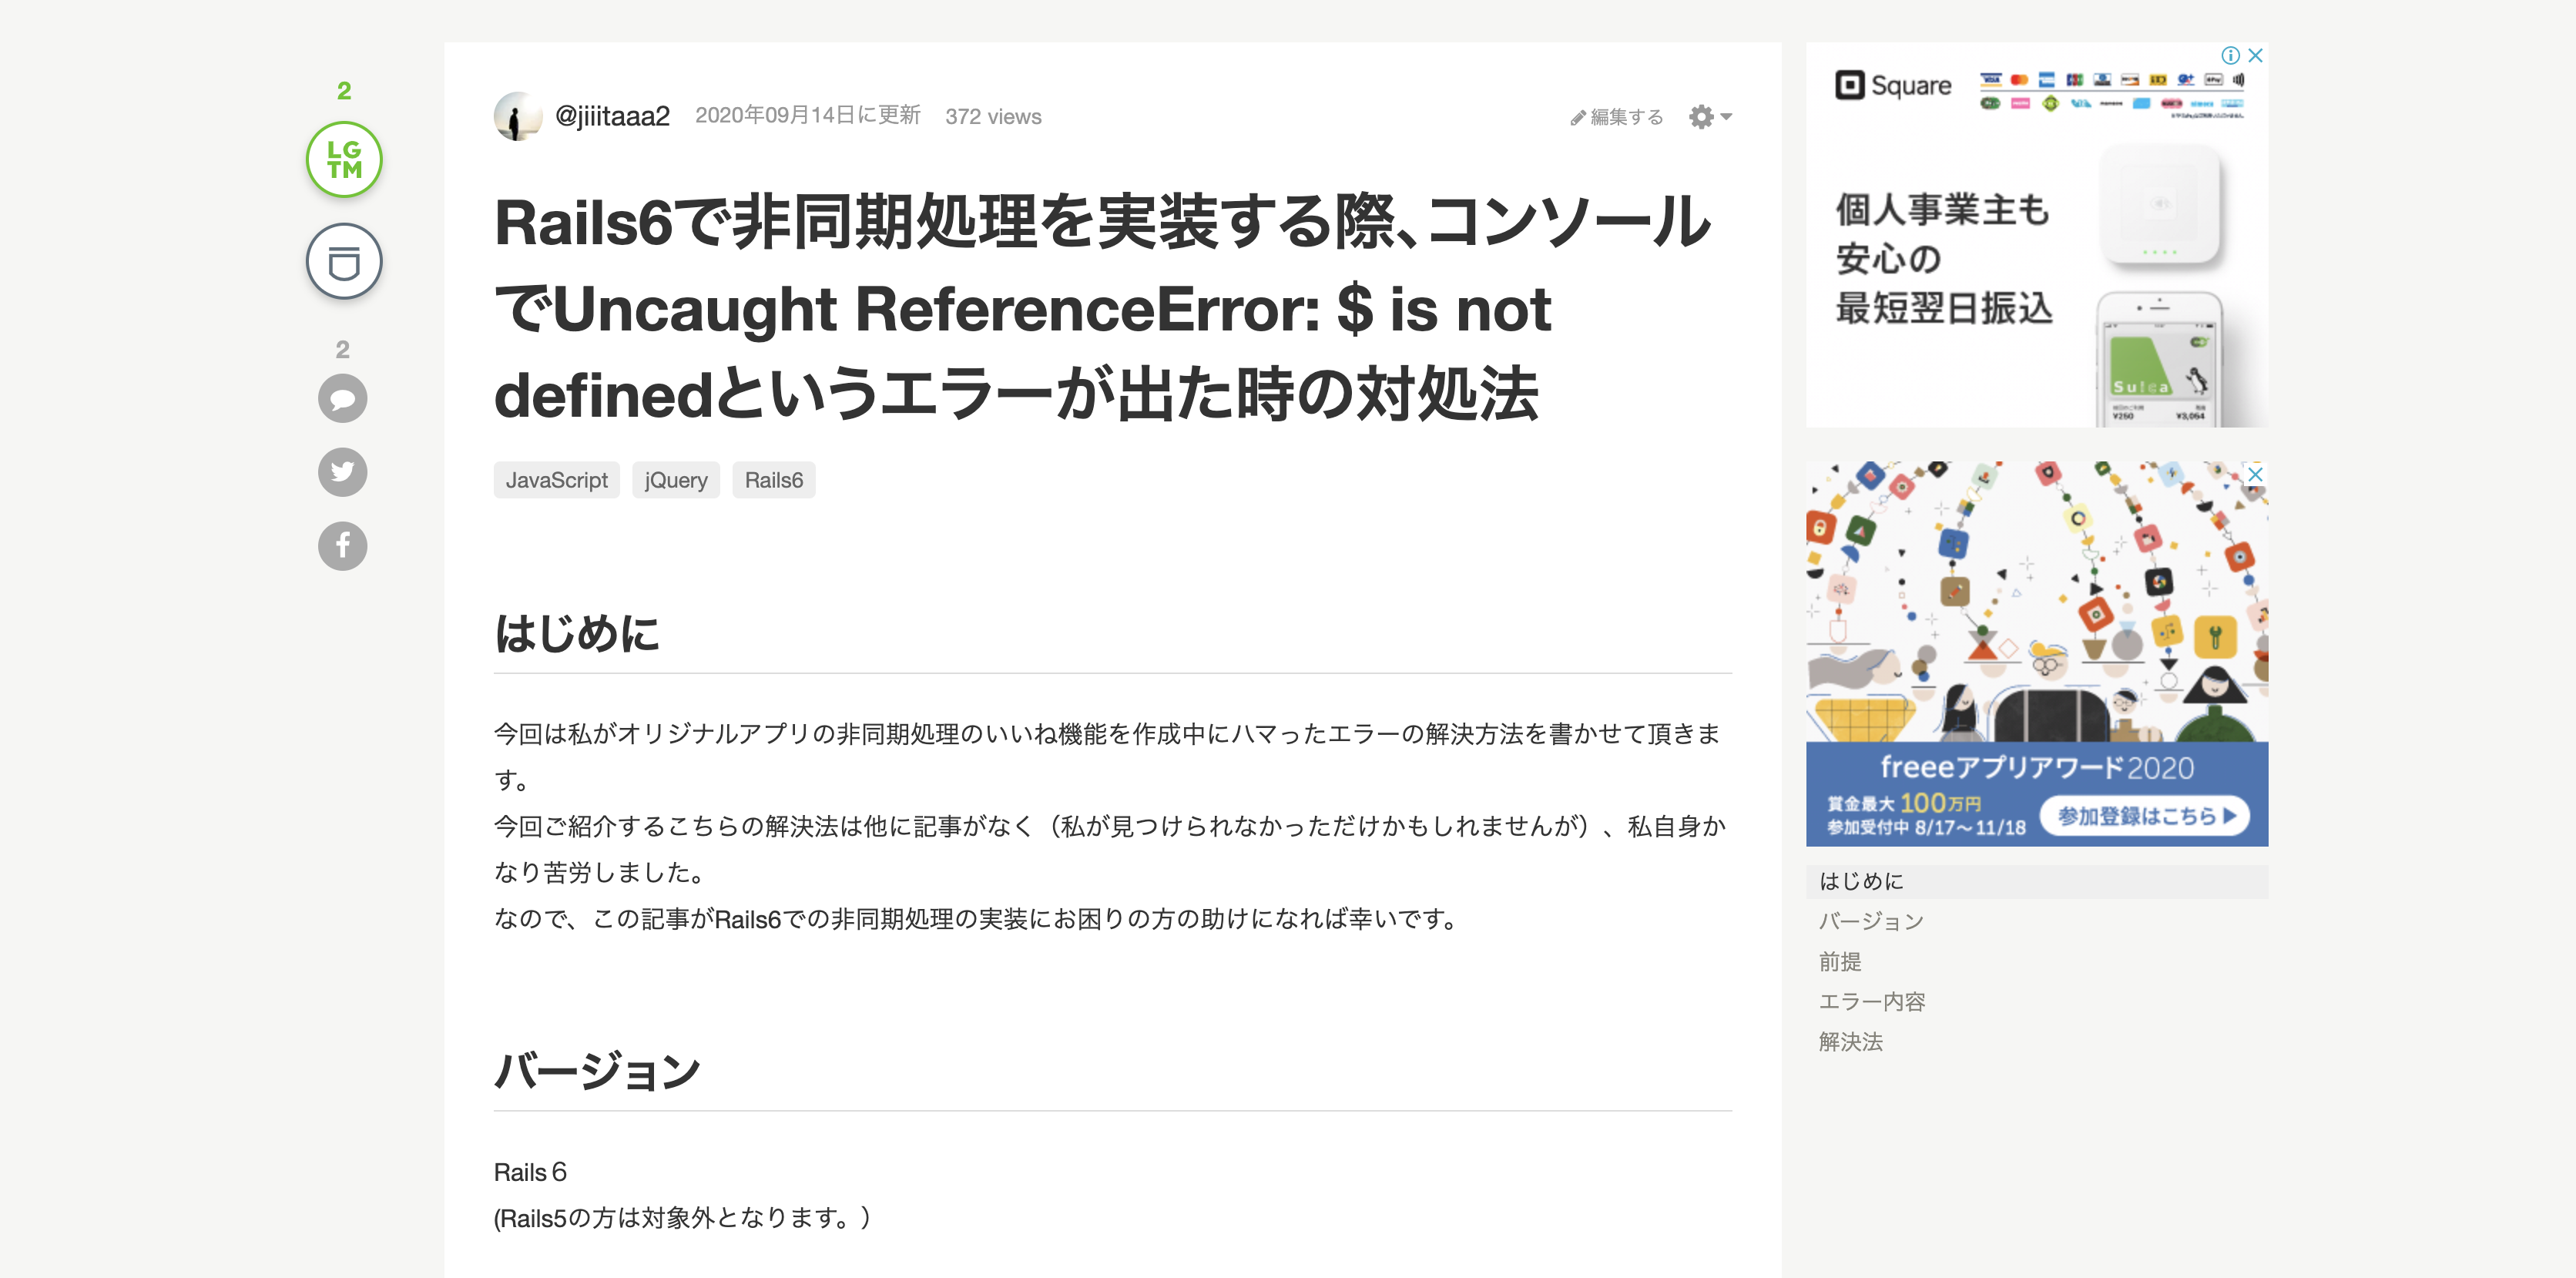 2
LG
TM
2
@jiiitaaa2 2020年09月14日に更新 372 views 編集する
Rails6で非同期処理を実装する際、コンソール
でUncaught ReferenceError: $ is not
definedというエラーが出た時の対処法
JavaScript jQuery Rails6
はじめに
今回は私がオリジナルアプリの非同期処理のいいね機能を作成中にハマったエラーの解決方法を書かせて頂きま
す。
今回ご紹介するこちらの解決法は他に記事がなく（私が見つけられなかっただけかもしれませんが）、私自身か
なり苦労しました。
なので、この記事がRails6での非同期処理の実装にお困りの方の助けになれば幸いです。
バージョン
Rails６
(Rails5の方は対象外となります。）
Square
VISA
個人事業主も
安心の
最短翌日振込
Suica
¥250 ¥3,064
freeeアプリアワード2020
賞金最大 100万円
参加受付中 8/17〜11/18
参加登録はこちら▶
はじめに
バージョン
前提
エラー内容
解決法